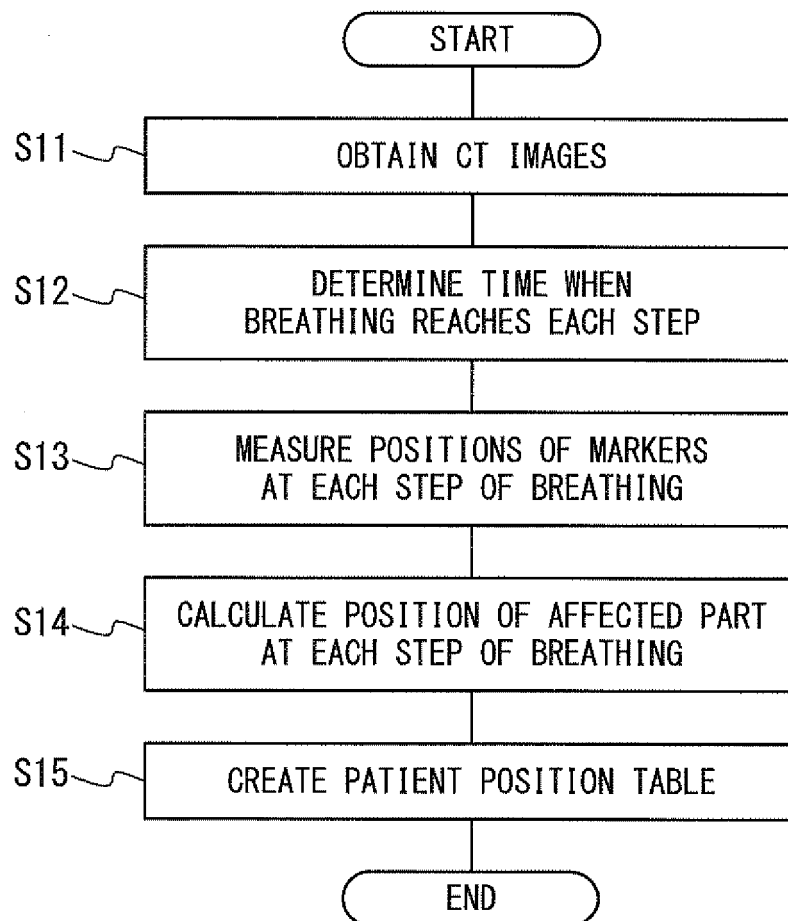 START
S11
OBTAIN CT IMAGES
S12
DETERMINE TIME WHEN
BREATHING REACHES EACH STEP
S13
MEASURE POSITIONS OF MARKERS
AT EACH STEP OF BREATHING
S14
CALCULATE POSITION OF AFFECTED PART
AT EACH STEP OF BREATHING
S15
CREATE PATIENT POSITION TABLE
END